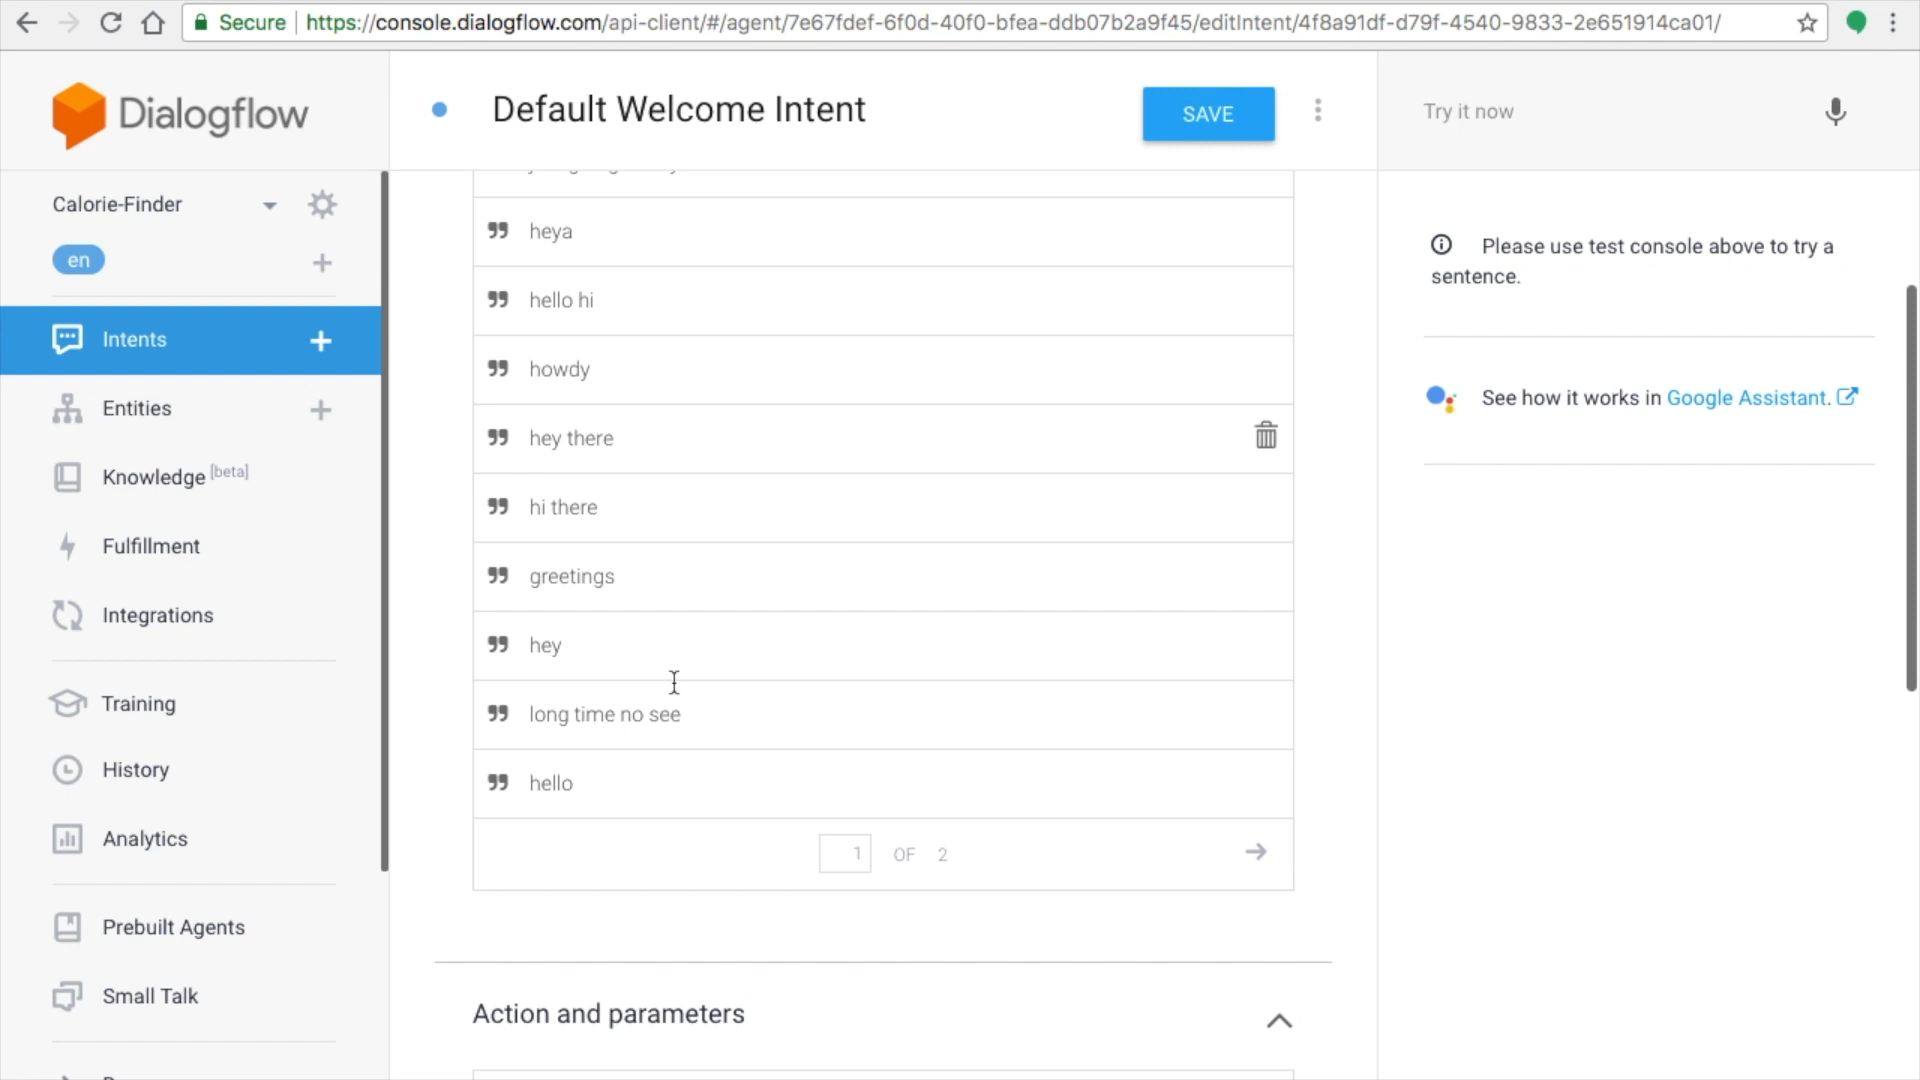 Secure
https://console.dialogflow.com/api-client/#/agent/7e67fdef-6f0d-40f0-bfea-ddb07b2a9f45/editIntent/4f8a91df-d79f-4540-9833-2e651914ca01/
Dialogflow
Default Welcome Intent
SAVE
Try it now
Calorie-Finder
en
Intents
Entities
Knowledge [beta]
Fulfillment
Integrations
Training
History
Analytics
Prebuilt Agents
Small Talk
heya
hello hi
howdy
hey there
hi there
greetings
hey
long time no see
hello
1 OF 2
Action and parameters
Please use test console above to try a
sentence.
See how it works in Google Assistant.